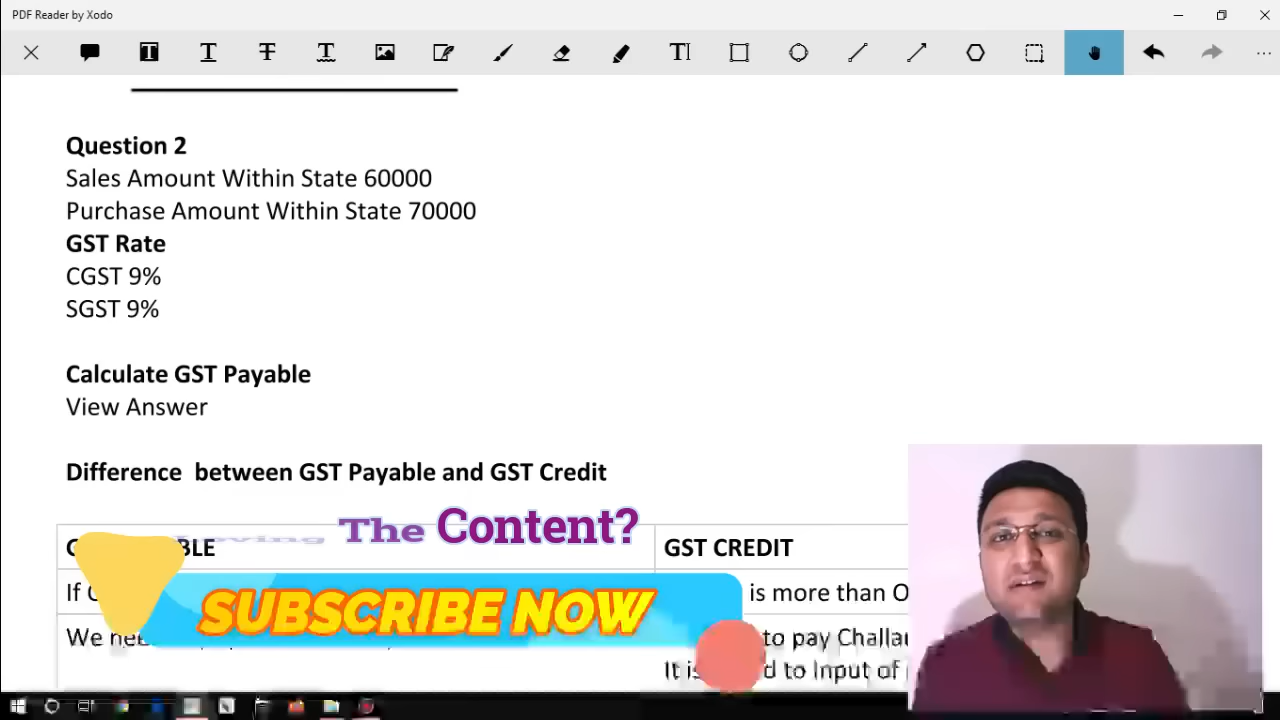 PDF Reader by Xodo
Question 2
Sales Amount Within State 60000
Purchase Amount Within State 70000
GST Rate
CGST 9%
SGST 9%
Calculate GST Payable
View Answer
Difference between GST Payable and GST Credit
The Content?
GST CREDIT
If
is more than
SUBSCRIBE NOW
We
to pay
It is
to Input of